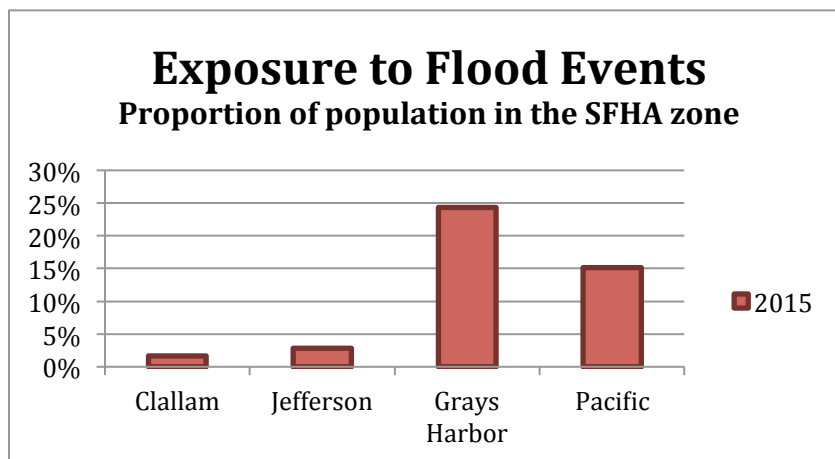 Exposure to Flood Events
Proportion of population in the SFHA zone
30%
25%
20%
15%
10%
5%
0%
Clallam
Jefferson
Grays
Harbor
Pacific
2015